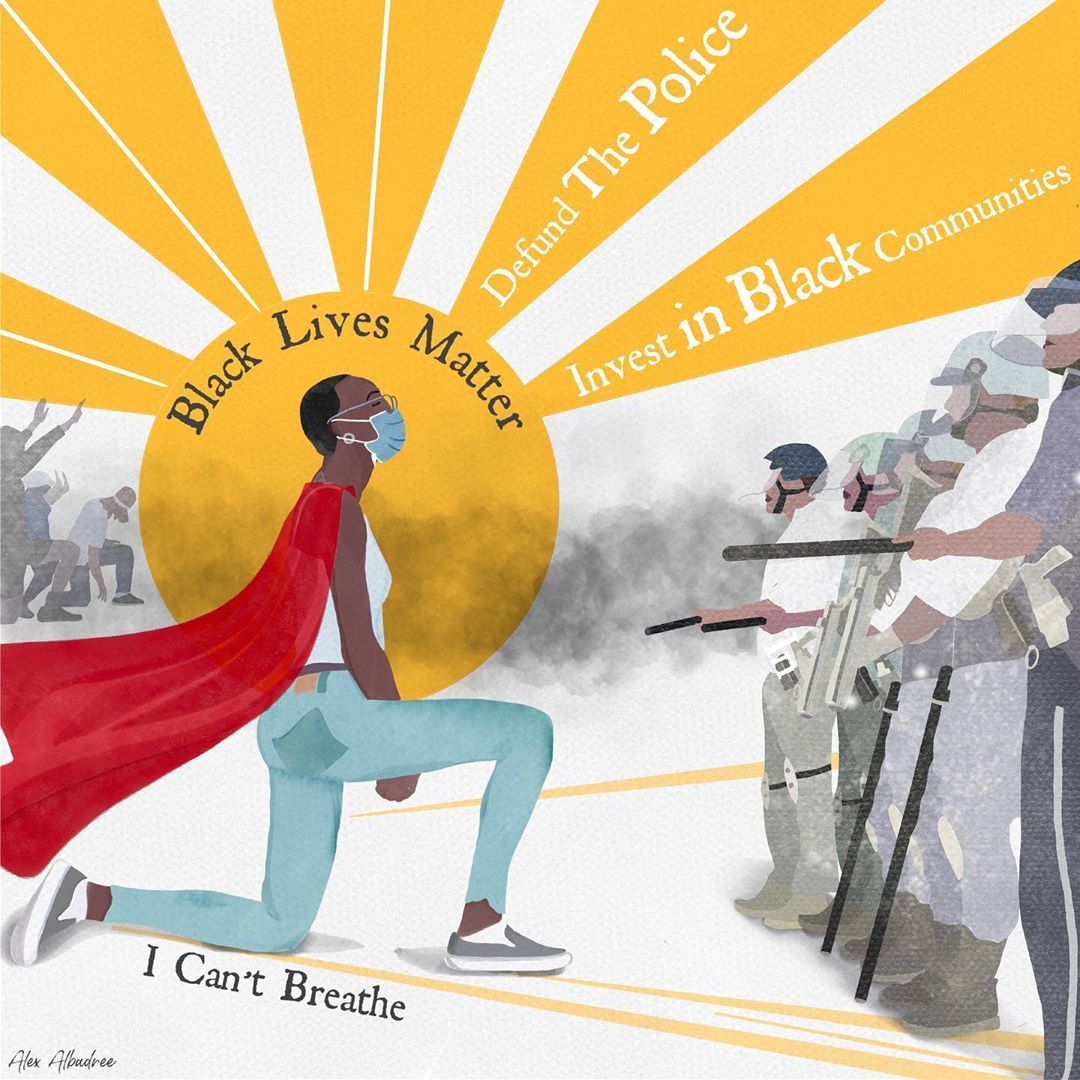 Defund The Police
Invest in Black Communities
Black Lives Matter
I Can't Breathe
Alex Albadree